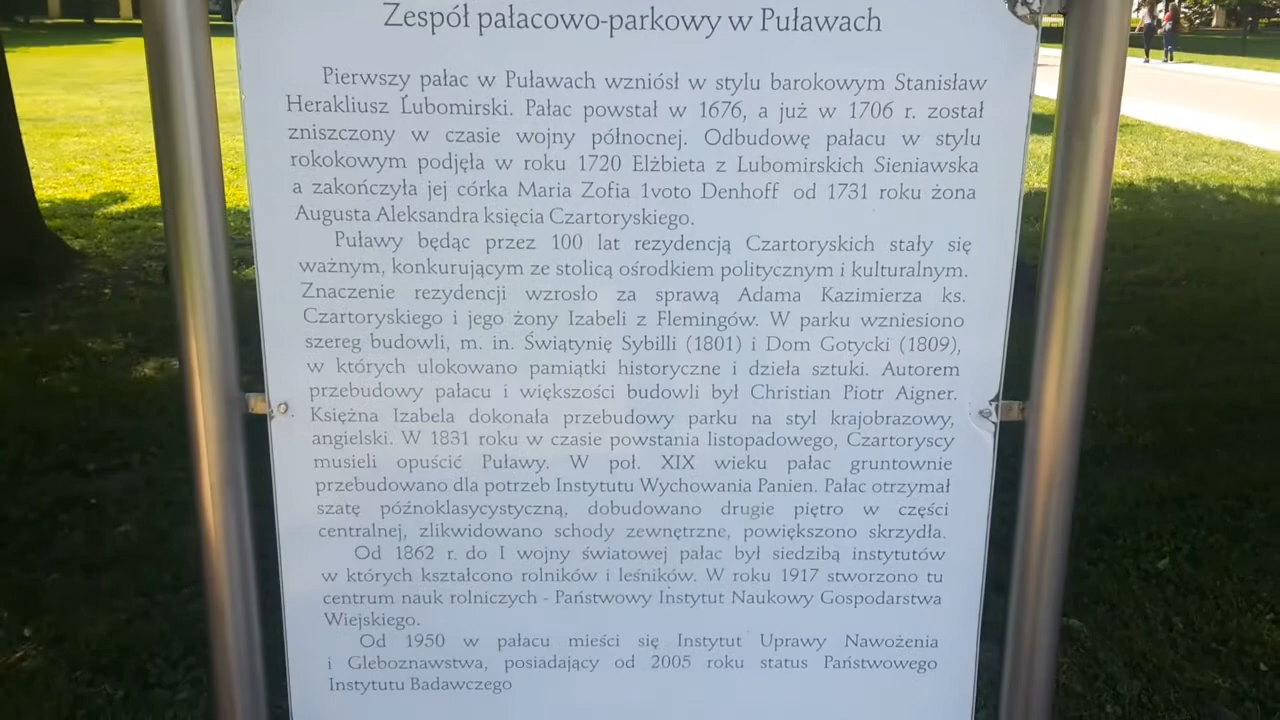 Zespół pałacowo-parkowy w Puławach
Pierwszy pałac w Puławach wzniósł w stylu barokowym Stanisław
Herakliusz Lubomirski. Pałac powstał w 1676, a już w 1706 r. został
zniszczony w czasie wojny północnej. Odbudowę pałacu w stylu
rokokowym podjęła w roku 1720 Elżbieta z Lubomirskich Sieniawska
a zakończyła jej córka Maria Zofia 1voto Denhoff od 1731 roku żona
Augusta Aleksandra księcia Czartoryskiego.
Puławy będąc przez 100 lat rezydencją Czartoryskich stały się
ważnym, konkurującym ze stolicą ośrodkiem politycznym i kulturalnym.
Znaczenie rezydencji wzrosło za sprawą Adama Kazimierza ks.
Czartoryskiego i jego żony Izabeli z Flemingów. W parku wzniesiono
szereg budowli, m. in. Świątynię Sybilli (1801) i Dom Gotycki (1809),
w których ulokowano pamiątki historyczne i dzieła sztuki. Autorem
przebudowy pałacu i większości budowli był Christian Piotr Aigner.
Księżna Izabela dokonała przebudowy parku na styl krajobrazowy,
angielski. W 1831 roku w czasie powstania listopadowego, Czartoryscy
musieli opuścić Puławy. W poł. XIX wieku pałac gruntownie
przebudowano dla potrzeb Instytutu Wychowania Panien. Pałac otrzymał
szatę późnoklasycystyczną, dobudowano drugie piętro w części
centralnej, zlikwidowano schody zewnętrzne, powiększono skrzydła.
Od 1862 r. do I wojny światowej pałac był siedzibą instytutów
w których kształcono rolników i leśników. W roku 1917 stworzono tu
centrum nauk rolniczych - Państwowy Instytut Naukowy Gospodarstwa
Wiejskiego.
Od 1950 w pałacu mieści się Instytut Uprawy Nawożenia
i Gleboznawstwa, posiadający od 2005 roku status Państwowego
Instytutu Badawczego